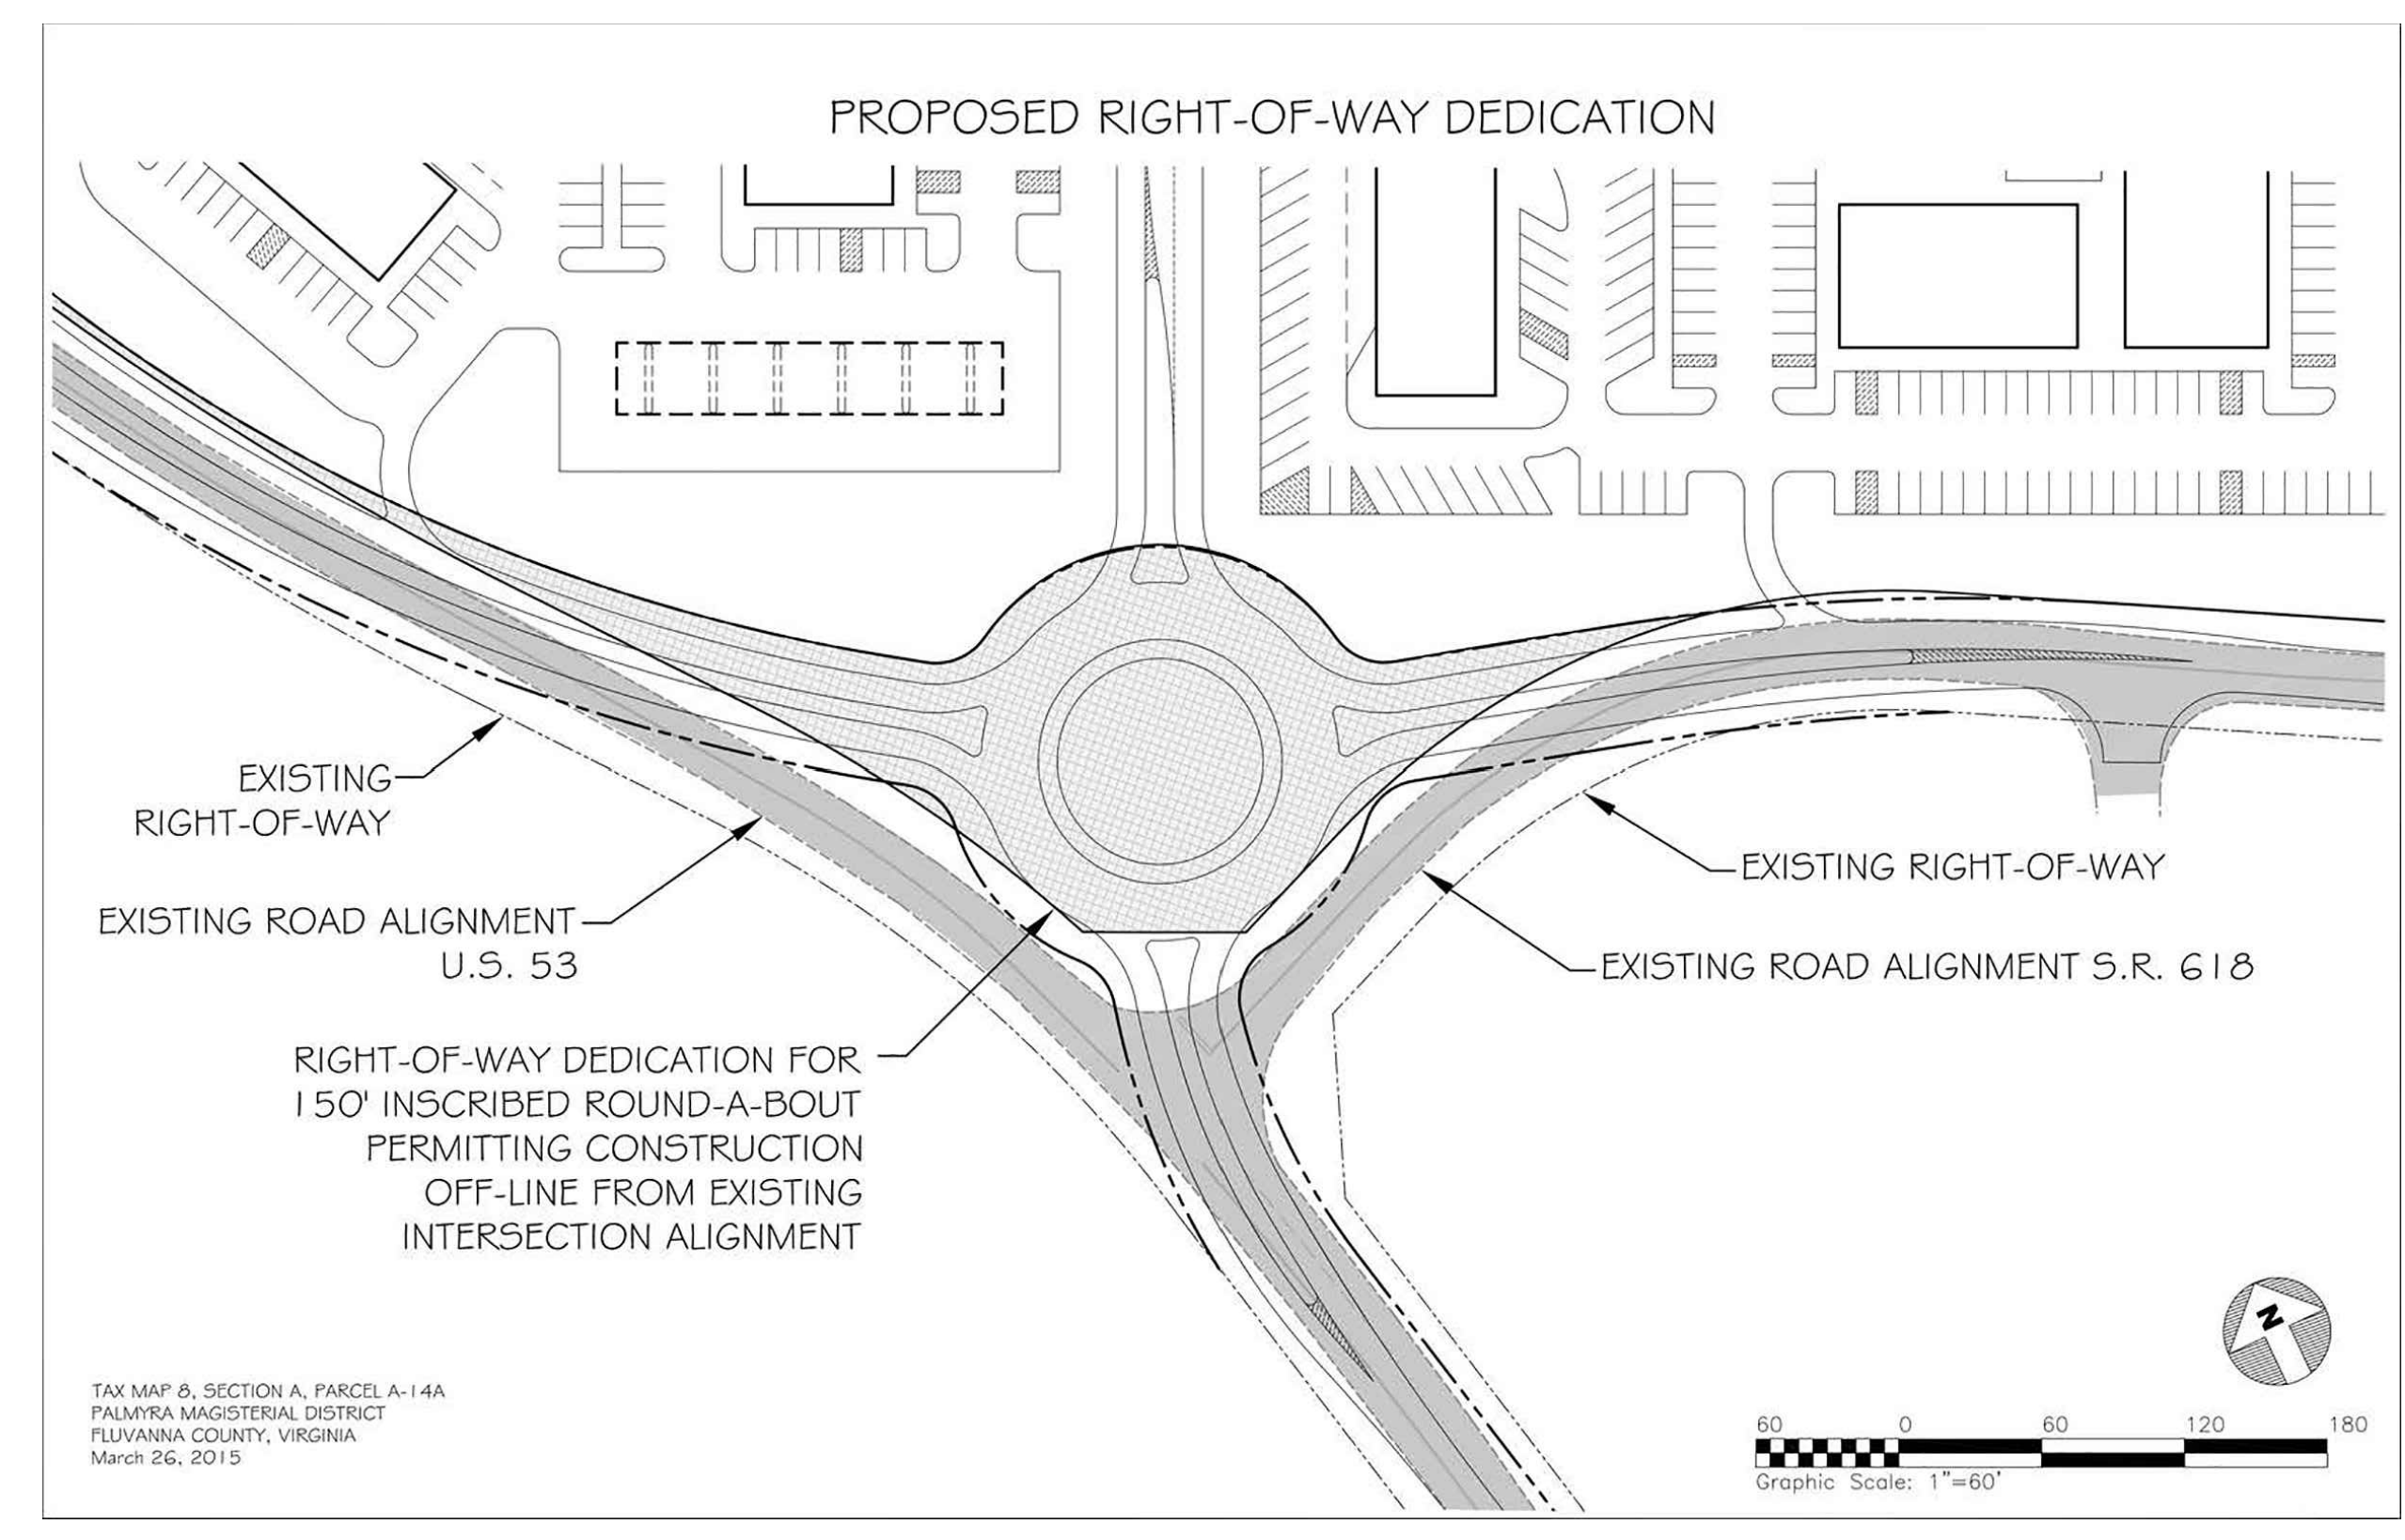 PROPOSED RIGHT-OF-WAY DEDICATION
EXISTING
RIGHT-OF-WAY
EXISTING ROAD ALIGNMENT
U.S. 53
RIGHT-OF-WAY DEDICATION FOR
150' INSCRIBED ROUND-A-BOUT
PERMITTING CONSTRUCTION
OFF-LINE FROM EXISTING
INTERSECTION ALIGNMENT
EXISTING RIGHT-OF-WAY
EXISTING ROAD ALIGNMENT S.R. 618
TAX MAP 8, SECTION A, PARCEL A-14A
PALMYRA MAGISTERIAL DISTRICT
FLUVANNA COUNTY, VIRGINIA
March 26, 2015
N
60 0 60 120 180
Graphic Scale: 1"=60'